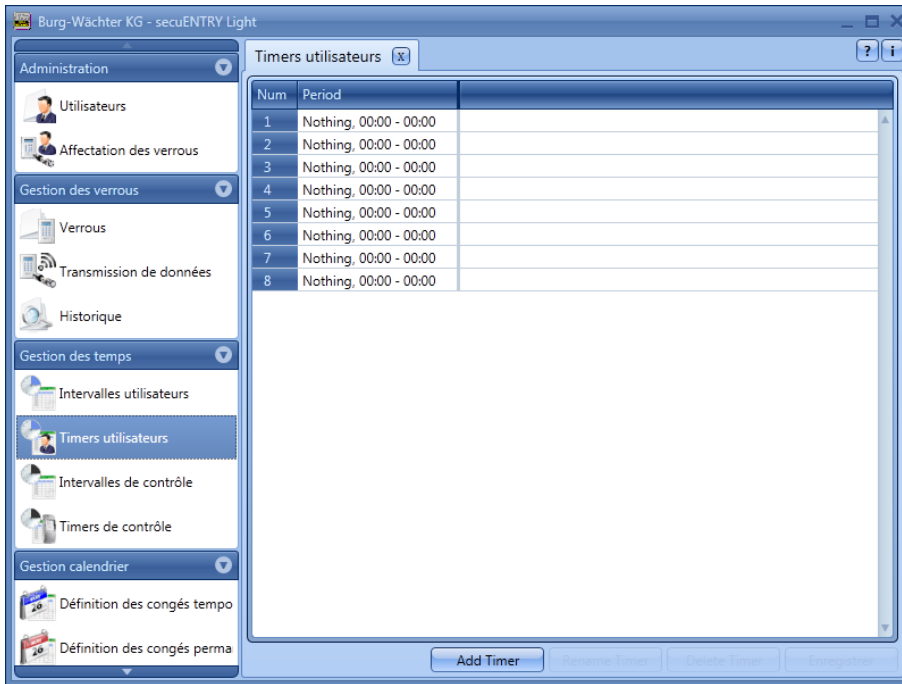 Burg-Wächter KG - secuENTRY Light
Administration
Utilisateurs
Affectation des verrous
Gestion des verrous
Verrous
Transmission de données
Historique
Gestion des temps
Intervalles utilisateurs
Timers utilisateurs
Intervalles de contrôle
Timers de contrôle
Gestion calendrier
Définition des congés tempo
Définition des congés perma
Timers utilisateurs x
? i
Num Period
1 Nothing, 00:00 - 00:00
2 Nothing, 00:00 - 00:00
3 Nothing, 00:00 - 00:00
4 Nothing, 00:00 - 00:00
5 Nothing, 00:00 - 00:00
6 Nothing, 00:00 - 00:00
7 Nothing, 00:00 - 00:00
8 Nothing, 00:00 - 00:00
Add Timer Rename Timer Delete Timer Enregistrer